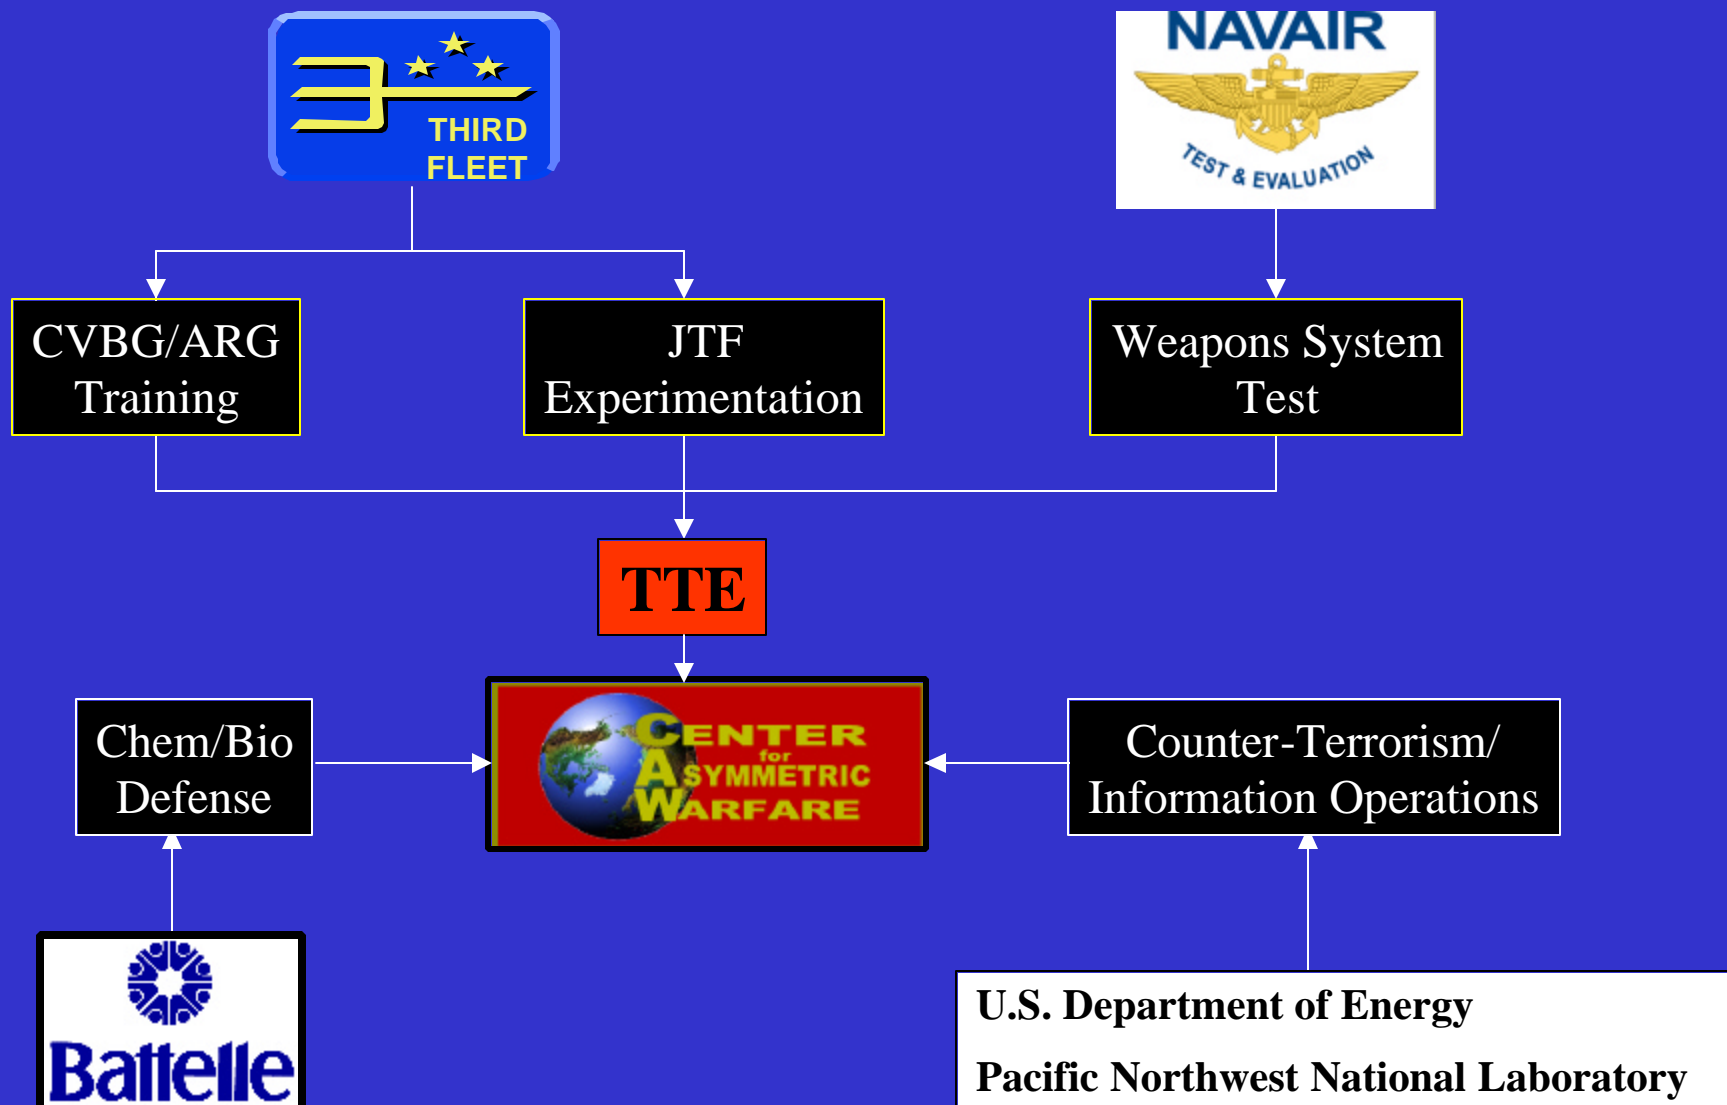 THIRD
FLEET
NAVAIR
TEST & EVALUATION
CVBG/ARG
Training
JTF
Experimentation
Weapons System
Test
TTE
Chem/Bio
Defense
CENTER
for
ASYMMETRIC
WARFARE
Counter-Terrorism/
Information Operations
Battelle
U.S. Department of Energy
Pacific Northwest National Laboratory